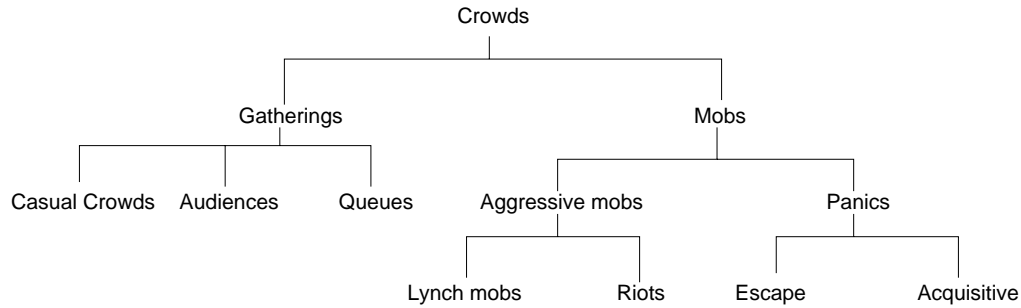 Crowds
Gatherings Mobs
Casual Crowds Audiences Queues Aggressive mobs Panics
Lynch mobs Riots Escape Acquisitive